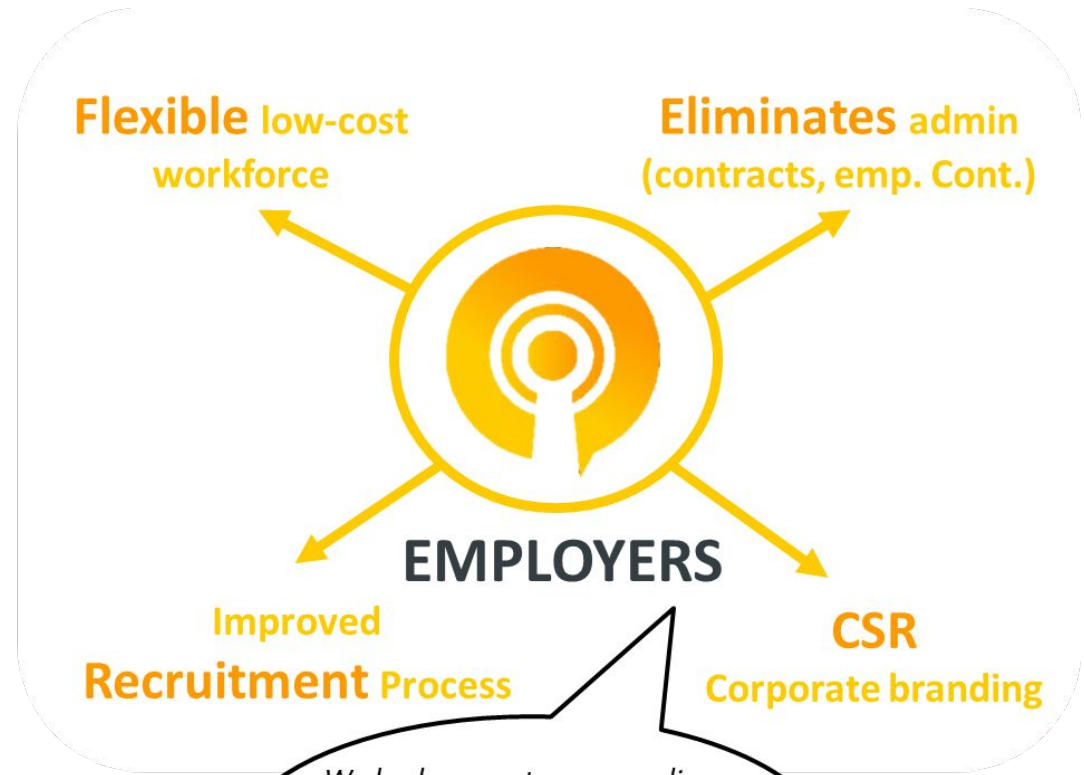 Flexible low-cost
workforce
Eliminates admin
(contracts, emp. Cont.)
EMPLOYERS
Improved
Recruitment Process
CSR
Corporate branding